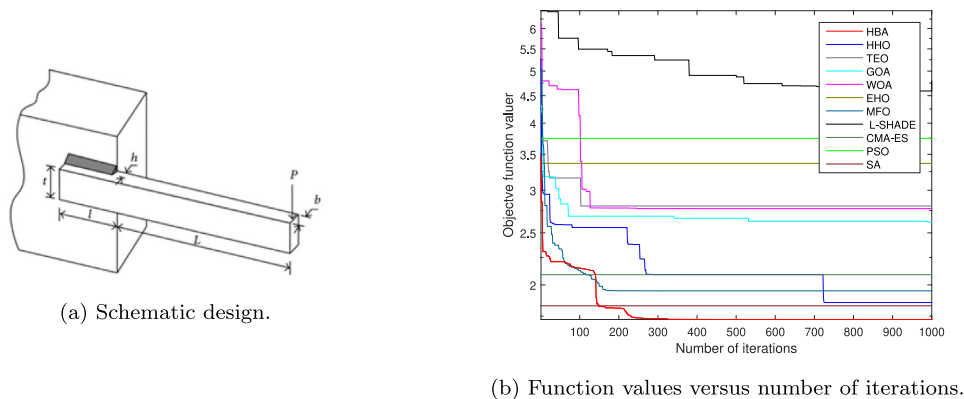 h
t
l
L
P
b
(a) Schematic design.
Objectve function valuer
6
5.5
5
4.5
4
3.5
3
2.5
2
100 200 300 400 500 600 700 800 900 1000
Number of iterations
HBA
HHO
TEO
GOA
WOA
EHO
MFO
L-SHADE
CMA-ES
PSO
SA
(b) Function values versus number of iterations.